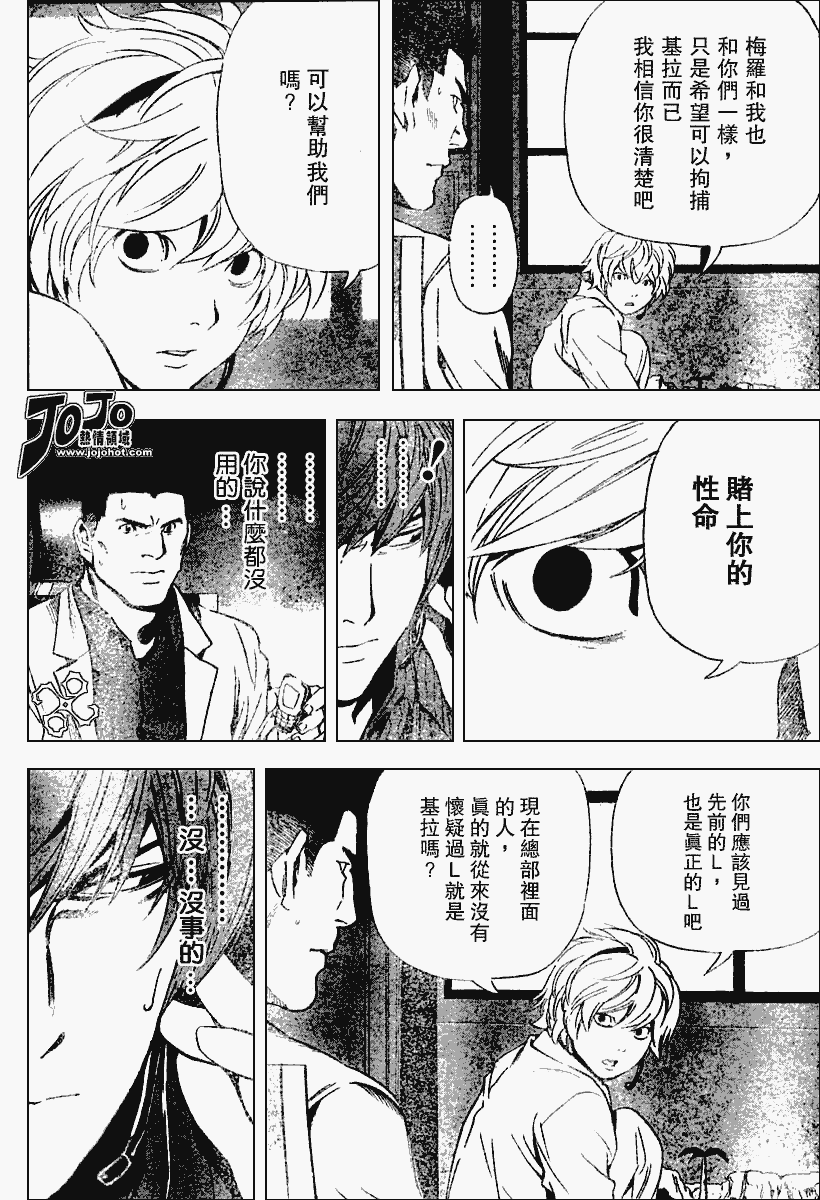 梅羅和我也
和你們一樣，
只是希望可以拘捕
基拉而已
我相信你很清楚吧
⋯⋯⋯
⋯⋯⋯
可以幫助我們
嗎？
賭上你的
性命
！
⋯⋯⋯
⋯⋯⋯
⋯⋯⋯
⋯⋯⋯
你說什麼都沒
用的⋯
JOJO
熱情領域
www.jojohot.com
你們應該見過
先前的Ｌ，
也是眞正的Ｌ吧
現在總部裡面
的人，
眞的就從來沒有
懷疑過Ｌ就是
基拉嗎？
⋯⋯⋯⋯⋯
⋯沒⋯沒事的⋯